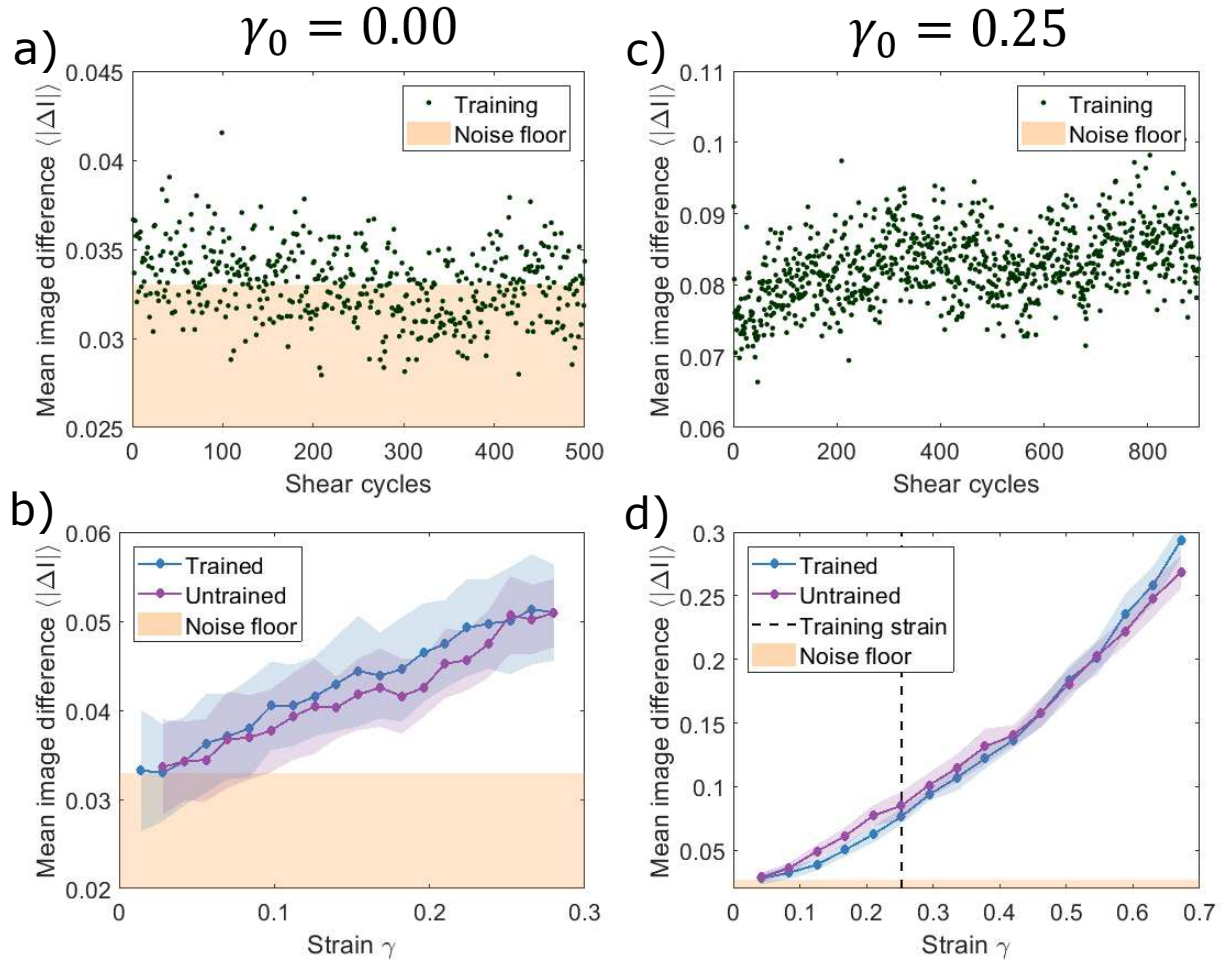 γ₀ = 0.00
a)
0.045
0.04
0.035
0.03
0.025
Mean image difference ⟨|ΔI|⟩
Training
Noise floor
0 100 200 300 400 500
Shear cycles
γ₀ = 0.25
c)
0.11
0.1
0.09
0.08
0.07
0.06
Mean image difference ⟨|ΔI|⟩
Training
Noise floor
0 200 400 600 800
Shear cycles
b)
0.06
0.05
0.04
0.03
0.02
Mean image difference ⟨|ΔI|⟩
Trained
Untrained
Noise floor
0 0.1 0.2 0.3
Strain γ
d)
0.3
0.25
0.2
0.15
0.1
0.05
Mean image difference ⟨|ΔI|⟩
Trained
Untrained
Training strain
Noise floor
0 0.1 0.2 0.3 0.4 0.5 0.6 0.7
Strain γ